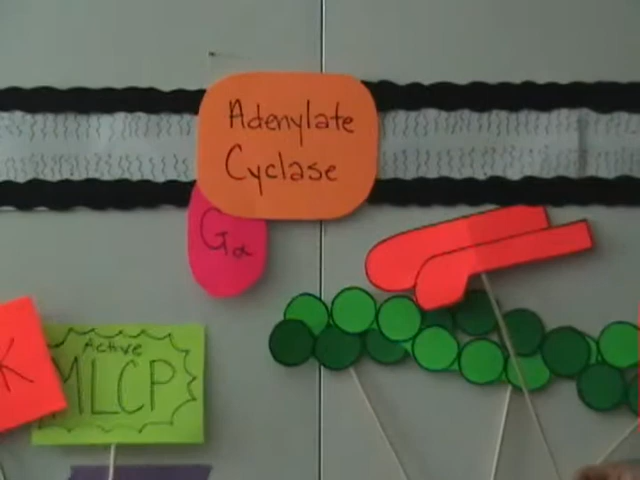 Adenylate
Cyclase
Gα
K
Active
MLCP